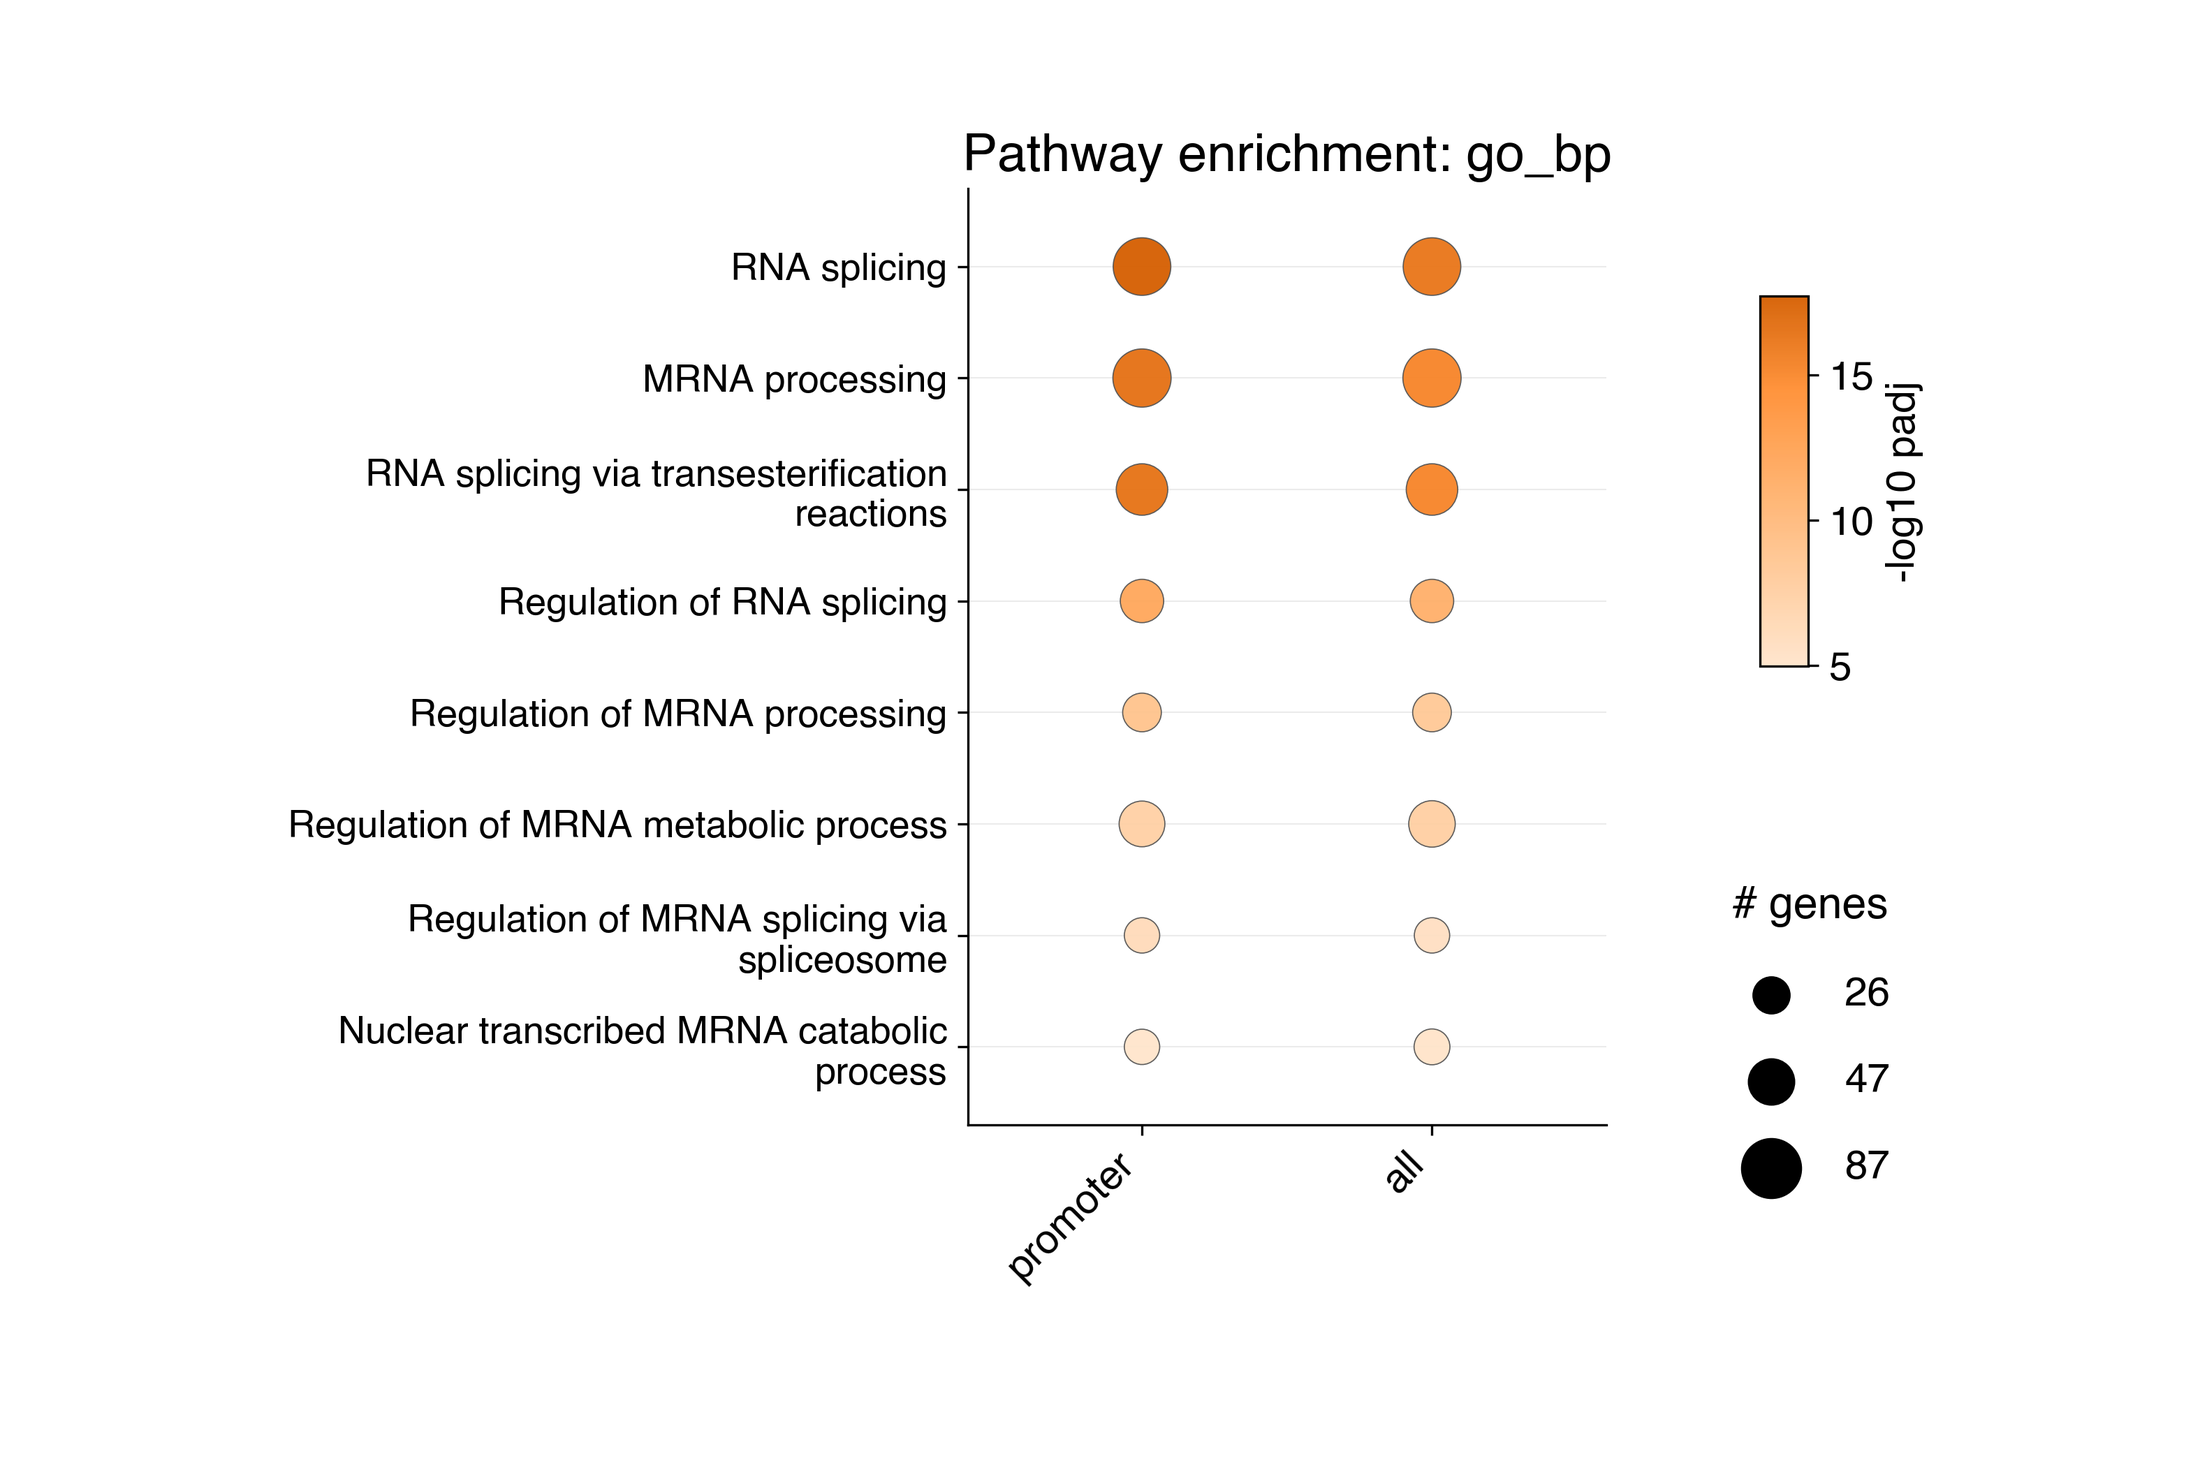 Pathway enrichment: go_bp
RNA splicing
MRNA processing
RNA splicing via transesterification
reactions
Regulation of RNA splicing
Regulation of MRNA processing
Regulation of MRNA metabolic process
Regulation of MRNA splicing via
spliceosome
Nuclear transcribed MRNA catabolic
process
promoter
all
15
10
5
-log10 padj
# genes
26
47
87